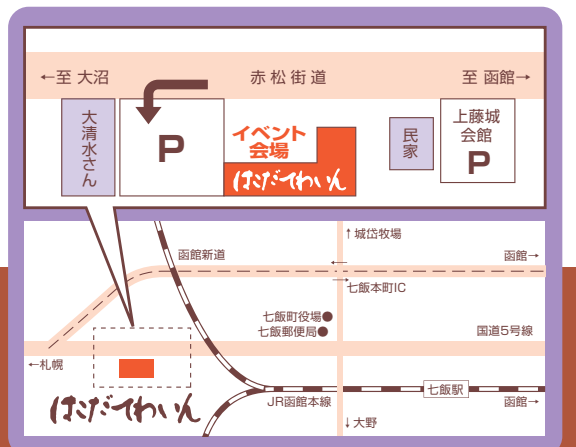 ←至 大沼
赤松街道
至 函館→
大清水さん
P
イベント
会場
はこだてわいん
民家
上藤城
会館
P
↑城岱牧場
函館新道
函館→
←
→
七飯本町IC
七飯町役場●
七飯郵便局●
国道5号線
←札幌
七飯駅
JR函館本線
函館→
はこだてわいん
↓大野